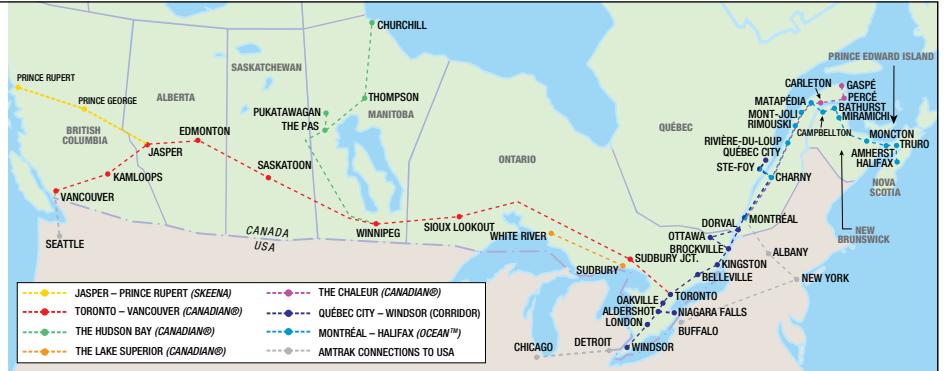 CHURCHILL
PRINCE EDWARD ISLAND
SASKATCHEWAN
PRINCE RUPERT
ALBERTA
CARLETON
GASPÉ
PRINCE GEORGE
THOMPSON
PERCÉ
MATAPÉDIA
BATHURST
PUKATAWAGAN
MANITOBA
MONT-JOLI
MIRAMICHI
THE PAS
RIMOUSKI
CAMPBELLTON
BRITISH
COLUMBIA
EDMONTON
QUÉBEC
MONCTON
RIVIÈRE-DU-LOUP
TRURO
JASPER
QUÉBEC CITY
AMHERST
ONTARIO
SASKATOON
STE-FOY
HALIFAX
KAMLOOPS
CHARNY
NOVA
SCOTIA
VANCOUVER
DORVAL
MONTRÉAL
SIOUX LOOKOUT
WINNIPEG
CANADA
USA
SEATTLE
WHITE RIVER
OTTAWA
NEW
BRUNSWICK
BROCKVILLE
ALBANY
SUDBURY JCT.
SUDBURY
KINGSTON
BELLEVILLE
NEW YORK
TORONTO
OAKVILLE
ALDERSHOT
NIAGARA FALLS
LONDON
BUFFALO
CHICAGO
DETROIT
WINDSOR
JASPER – PRINCE RUPERT (SKEENA)
TORONTO – VANCOUVER (CANADIAN®)
THE HUDSON BAY (CANADIAN®)
THE LAKE SUPERIOR (CANADIAN®)
THE CHALEUR (CANADIAN®)
QUÉBEC CITY – WINDSOR (CORRIDOR)
MONTRÉAL – HALIFAX (OCEAN™)
AMTRAK CONNECTIONS TO USA